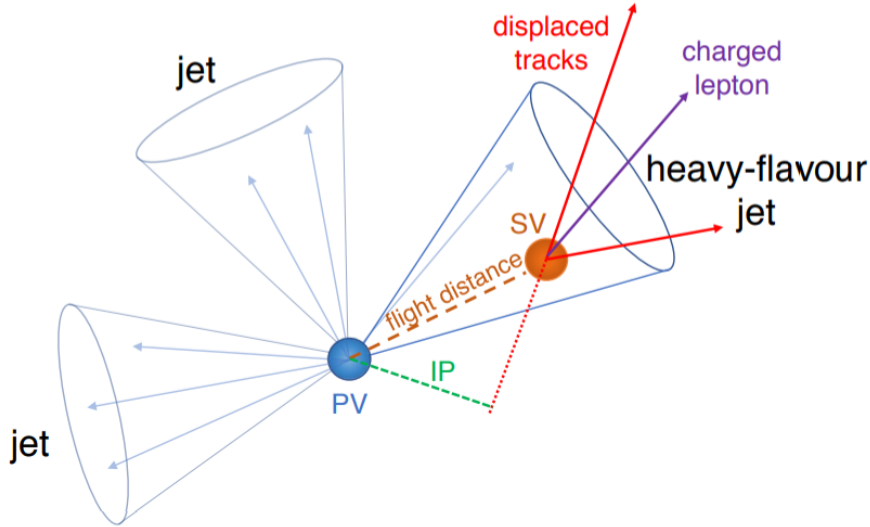 displaced
tracks
jet
charged
lepton
heavy-flavour
jet
SV
flight distance
IP
PV
jet